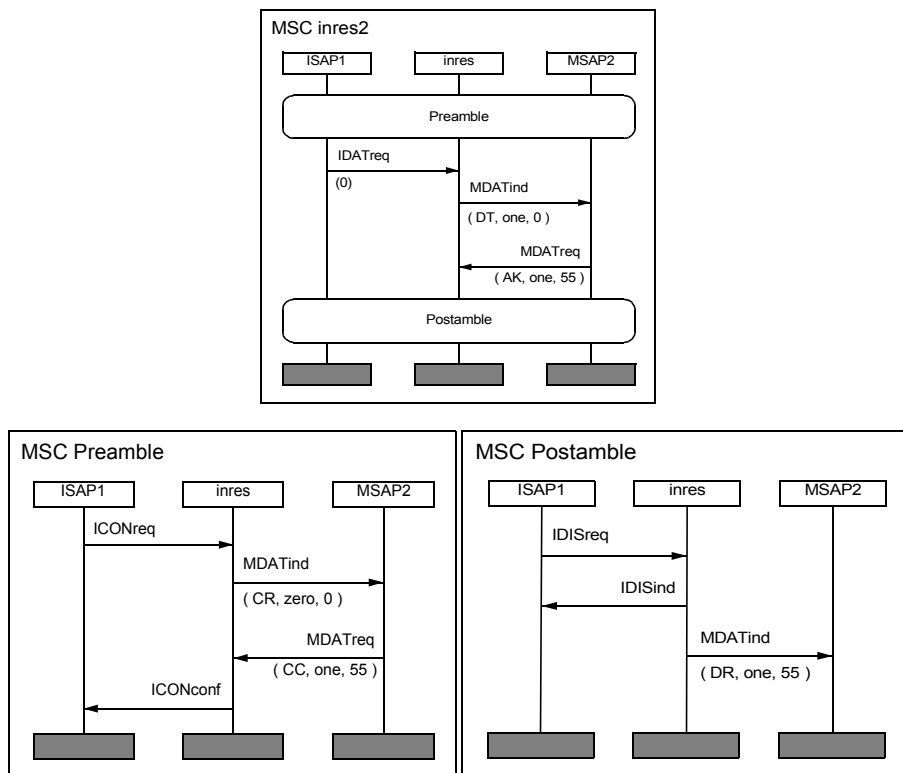 MSC inres2
ISAP1 inres MSAP2
Preamble
IDATreq
(0)
MDATind
( DT, one, 0 )
MDATreq
( AK, one, 55 )
Postamble
MSC Preamble
ISAP1 inres MSAP2
ICONreq
MDATind
( CR, zero, 0 )
MDATreq
( CC, one, 55 )
ICONconf
MSC Postamble
ISAP1 inres MSAP2
IDISreq
IDISind
MDATind
( DR, one, 55 )